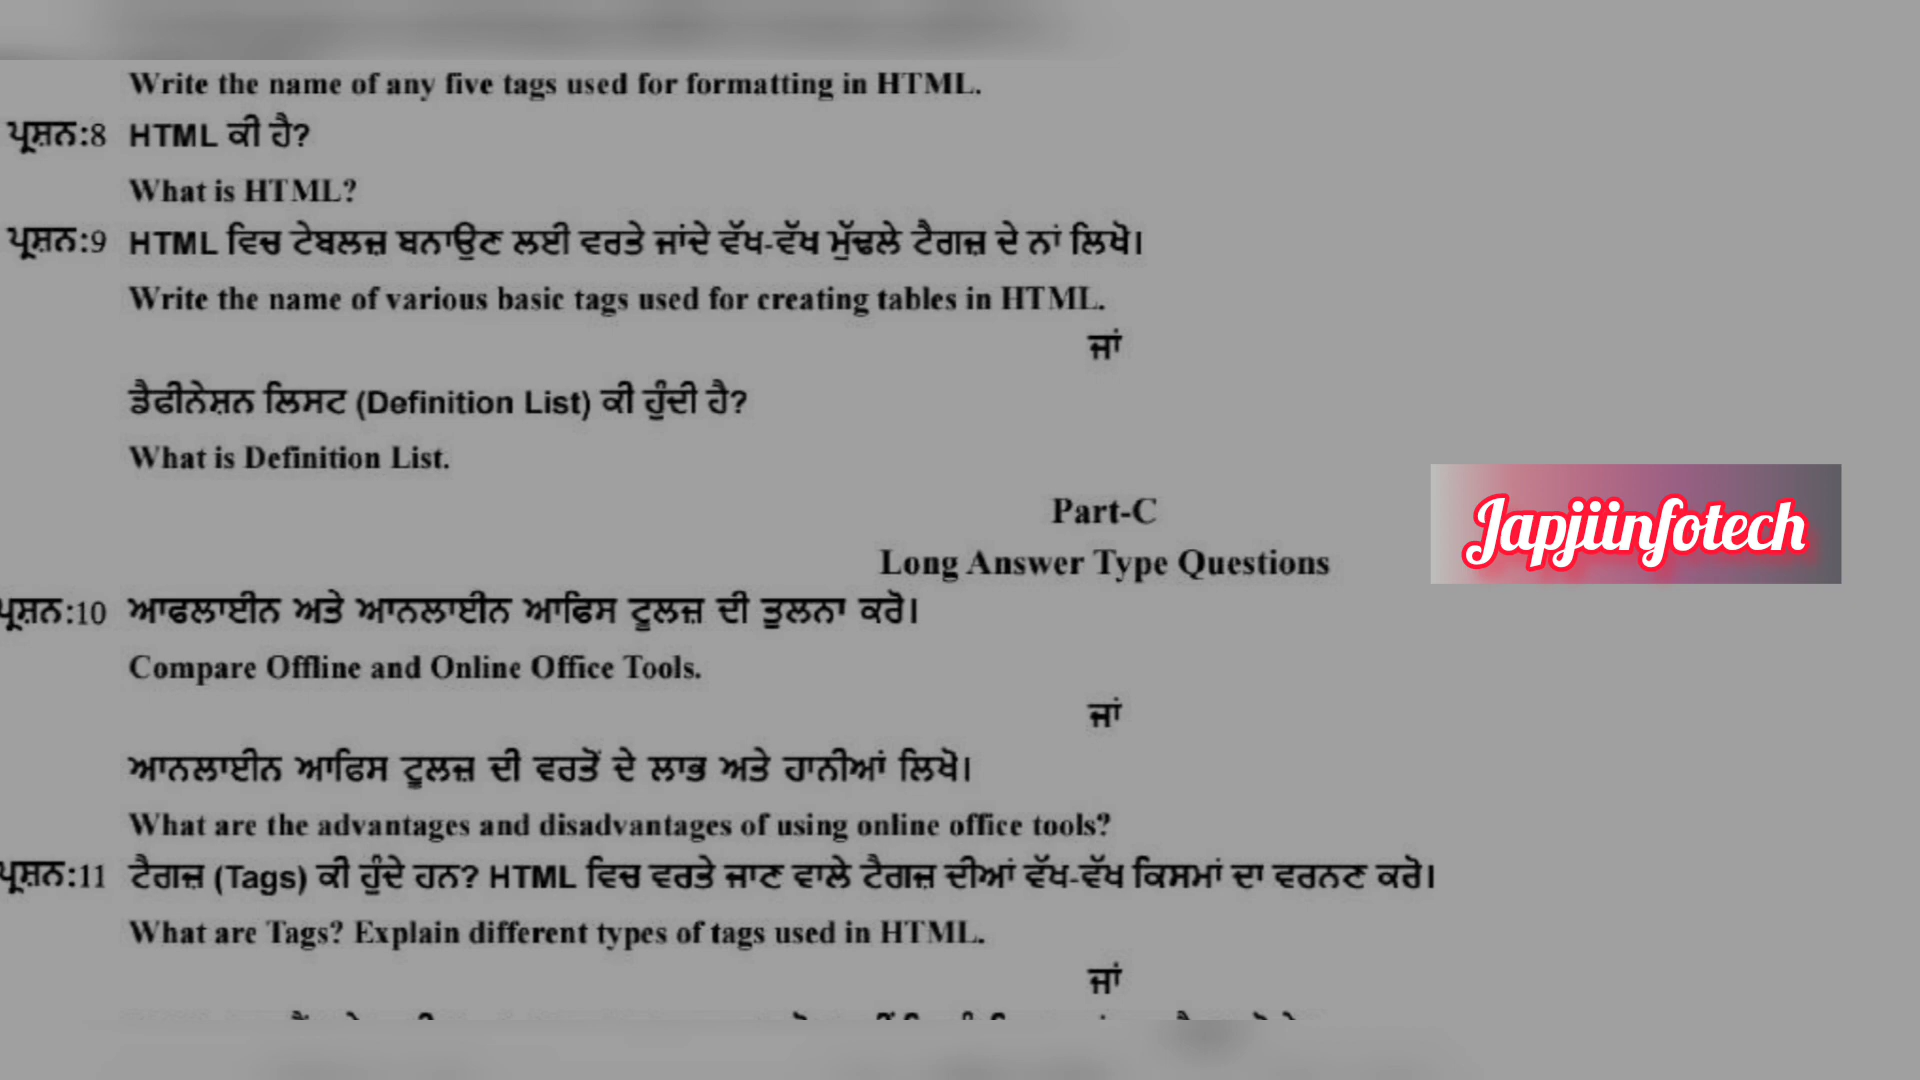 Write the name of any five tags used for formatting in HTML.
ਪ੍ਰਸ਼ਨ:8 HTML ਕੀ ਹੈ?
What is HTML?
ਪ੍ਰਸ਼ਨ:9 HTML ਵਿਚ ਟੇਬਲਜ਼ ਬਨਾਉਣ ਲਈ ਵਰਤੇ ਜਾਂਦੇ ਵੱਖ-ਵੱਖ ਮੁੱਢਲੇ ਟੈਗਜ਼ ਦੇ ਨਾਂ ਲਿਖੋ।
Write the name of various basic tags used for creating tables in HTML.
ਜਾਂ
ਡੈਫੀਨੇਸ਼ਨ ਲਿਸਟ (Definition List) ਕੀ ਹੁੰਦੀ ਹੈ?
What is Definition List.
Part-C
Japjiinfotech
Long Answer Type Questions
ਪ੍ਰਸ਼ਨ:10 ਆਫਲਾਈਨ ਅਤੇ ਆਨਲਾਈਨ ਆਫਿਸ ਟੂਲਜ਼ ਦੀ ਤੁਲਨਾ ਕਰੋ।
Compare Offline and Online Office Tools.
ਜਾਂ
ਆਨਲਾਈਨ ਆਫਿਸ ਟੂਲਜ਼ ਦੀ ਵਰਤੋਂ ਦੇ ਲਾਭ ਅਤੇ ਹਾਨੀਆਂ ਲਿਖੋ।
What are the advantages and disadvantages of using online office tools?
ਪ੍ਰਸ਼ਨ:11 ਟੈਗਜ਼ (Tags) ਕੀ ਹੁੰਦੇ ਹਨ? HTML ਵਿਚ ਵਰਤੇ ਜਾਣ ਵਾਲੇ ਟੈਗਜ਼ ਦੀਆਂ ਵੱਖ-ਵੱਖ ਕਿਸਮਾਂ ਦਾ ਵਰਨਣ ਕਰੋ।
What are Tags? Explain different types of tags used in HTML.
ਜਾਂ